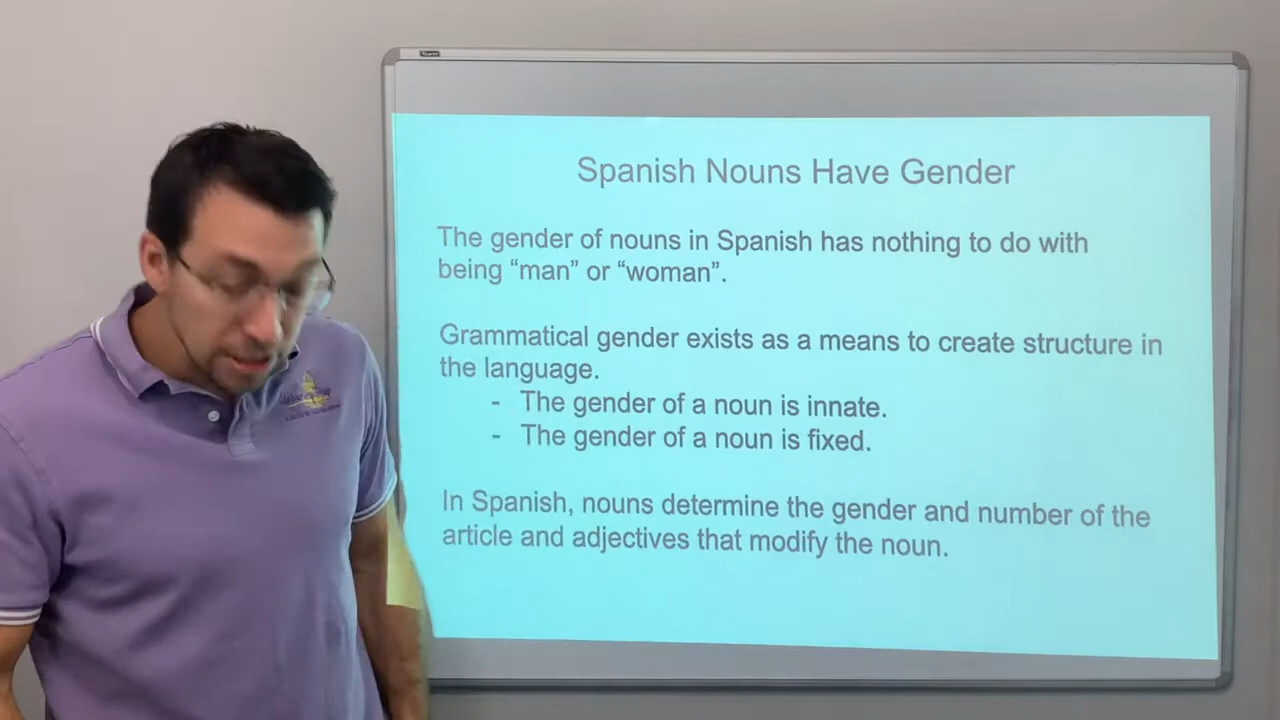 Spanish Nouns Have Gender
The gender of nouns in Spanish has nothing to do with
being “man” or “woman”.
Grammatical gender exists as a means to create structure in
the language.
- The gender of a noun is innate.
- The gender of a noun is fixed.
In Spanish, nouns determine the gender and number of the
article and adjectives that modify the noun.